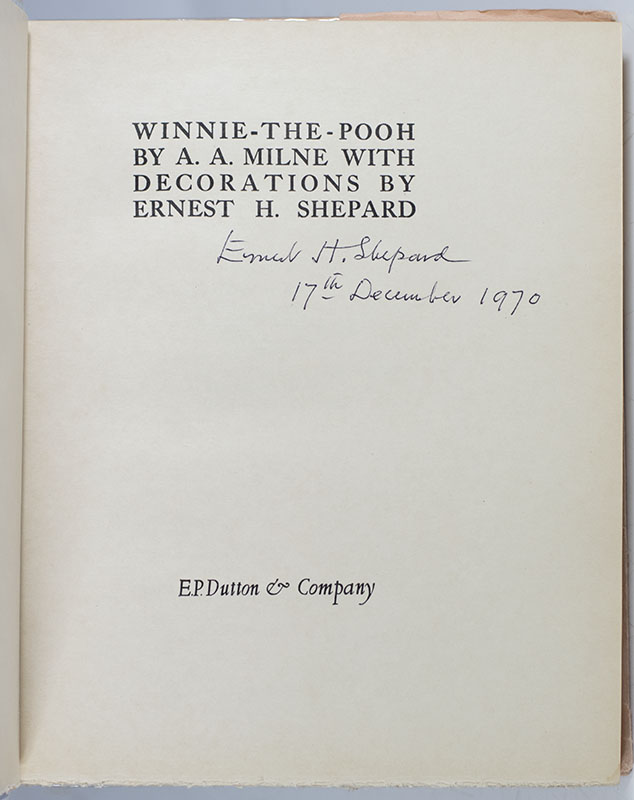 WINNIE-THE-POOH
BY A. A. MILNE WITH
DECORATIONS BY
ERNEST H. SHEPARD
Ernest H. Shepard
17th December 1970
E.P. Dutton & Company